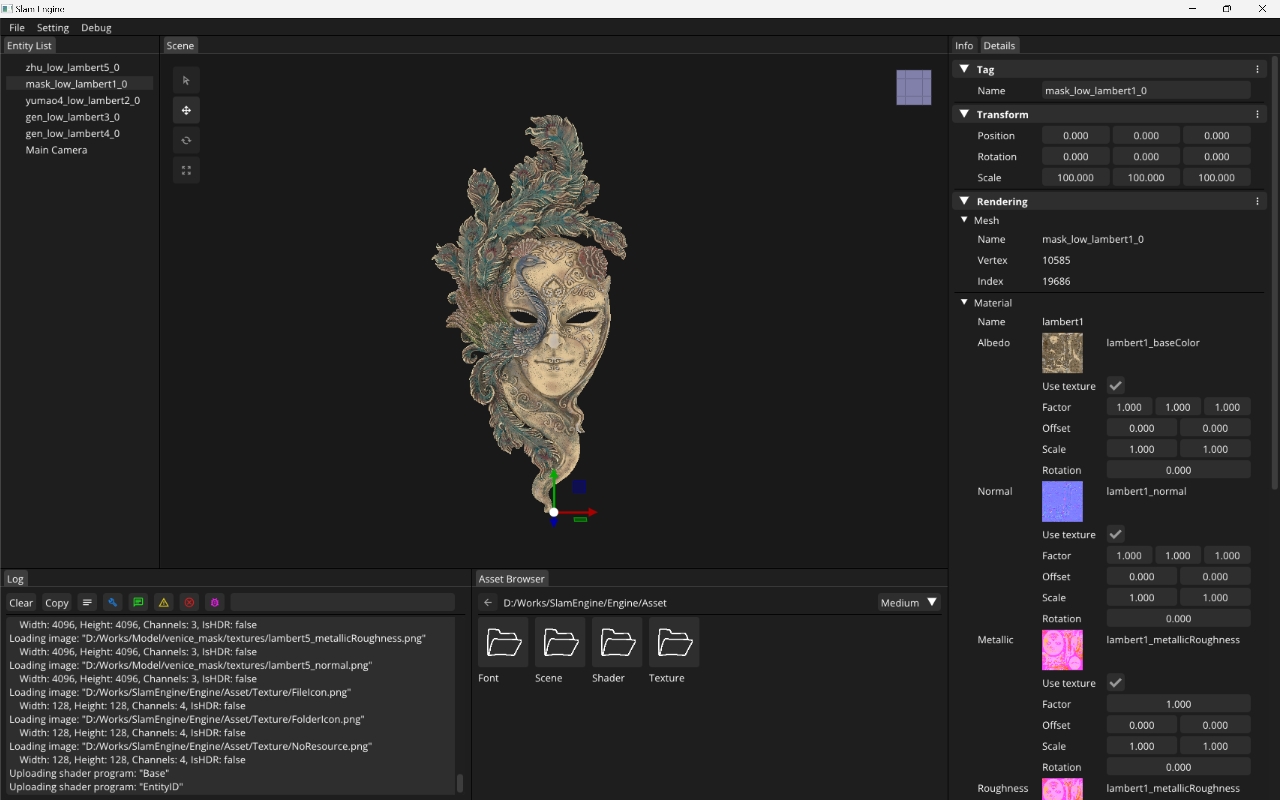 Slam Engine
File Setting Debug
Entity List
zhu_low_lambert5_0
mask_low_lambert1_0
yumao4_low_lambert2_0
gen_low_lambert3_0
gen_low_lambert4_0
Main Camera
Scene
Info Details
Tag
Name mask_low_lambert1_0
Transform
Position 0.000 0.000 0.000
Rotation 0.000 0.000 0.000
Scale 100.000 100.000 100.000
Rendering
Mesh
Name mask_low_lambert1_0
Vertex 10585
Index 19686
Material
Name lambert1
Albedo lambert1_baseColor
Use texture
Factor 1.000 1.000 1.000
Offset 0.000 0.000
Scale 1.000 1.000
Rotation 0.000
Normal lambert1_normal
Use texture
Factor 1.000 1.000 1.000
Offset 0.000 0.000
Scale 1.000 1.000
Rotation 0.000
Metallic lambert1_metallicRoughness
Use texture
Factor 1.000
Offset 0.000 0.000
Scale 1.000 1.000
Rotation 0.000
Roughness lambert1_metallicRoughness
Log
Clear Copy
Width: 4096, Height: 4096, Channels: 3, IsHDR: false
Loading image: "D:/Works/Model/venice_mask/textures/lambert5_metallicRoughness.png"
Width: 4096, Height: 4096, Channels: 3, IsHDR: false
Loading image: "D:/Works/Model/venice_mask/textures/lambert5_normal.png"
Width: 4096, Height: 4096, Channels: 3, IsHDR: false
Loading image: "D:/Works/SlamEngine/Engine/Asset/Texture/FileIcon.png"
Width: 128, Height: 128, Channels: 4, IsHDR: false
Loading image: "D:/Works/SlamEngine/Engine/Asset/Texture/FolderIcon.png"
Width: 128, Height: 128, Channels: 4, IsHDR: false
Loading image: "D:/Works/SlamEngine/Engine/Asset/Texture/NoResource.png"
Width: 128, Height: 128, Channels: 4, IsHDR: false
Uploading shader program: "Base"
Uploading shader program: "EntityID"
Asset Browser
D:/Works/SlamEngine/Engine/Asset Medium
Font Scene Shader Texture